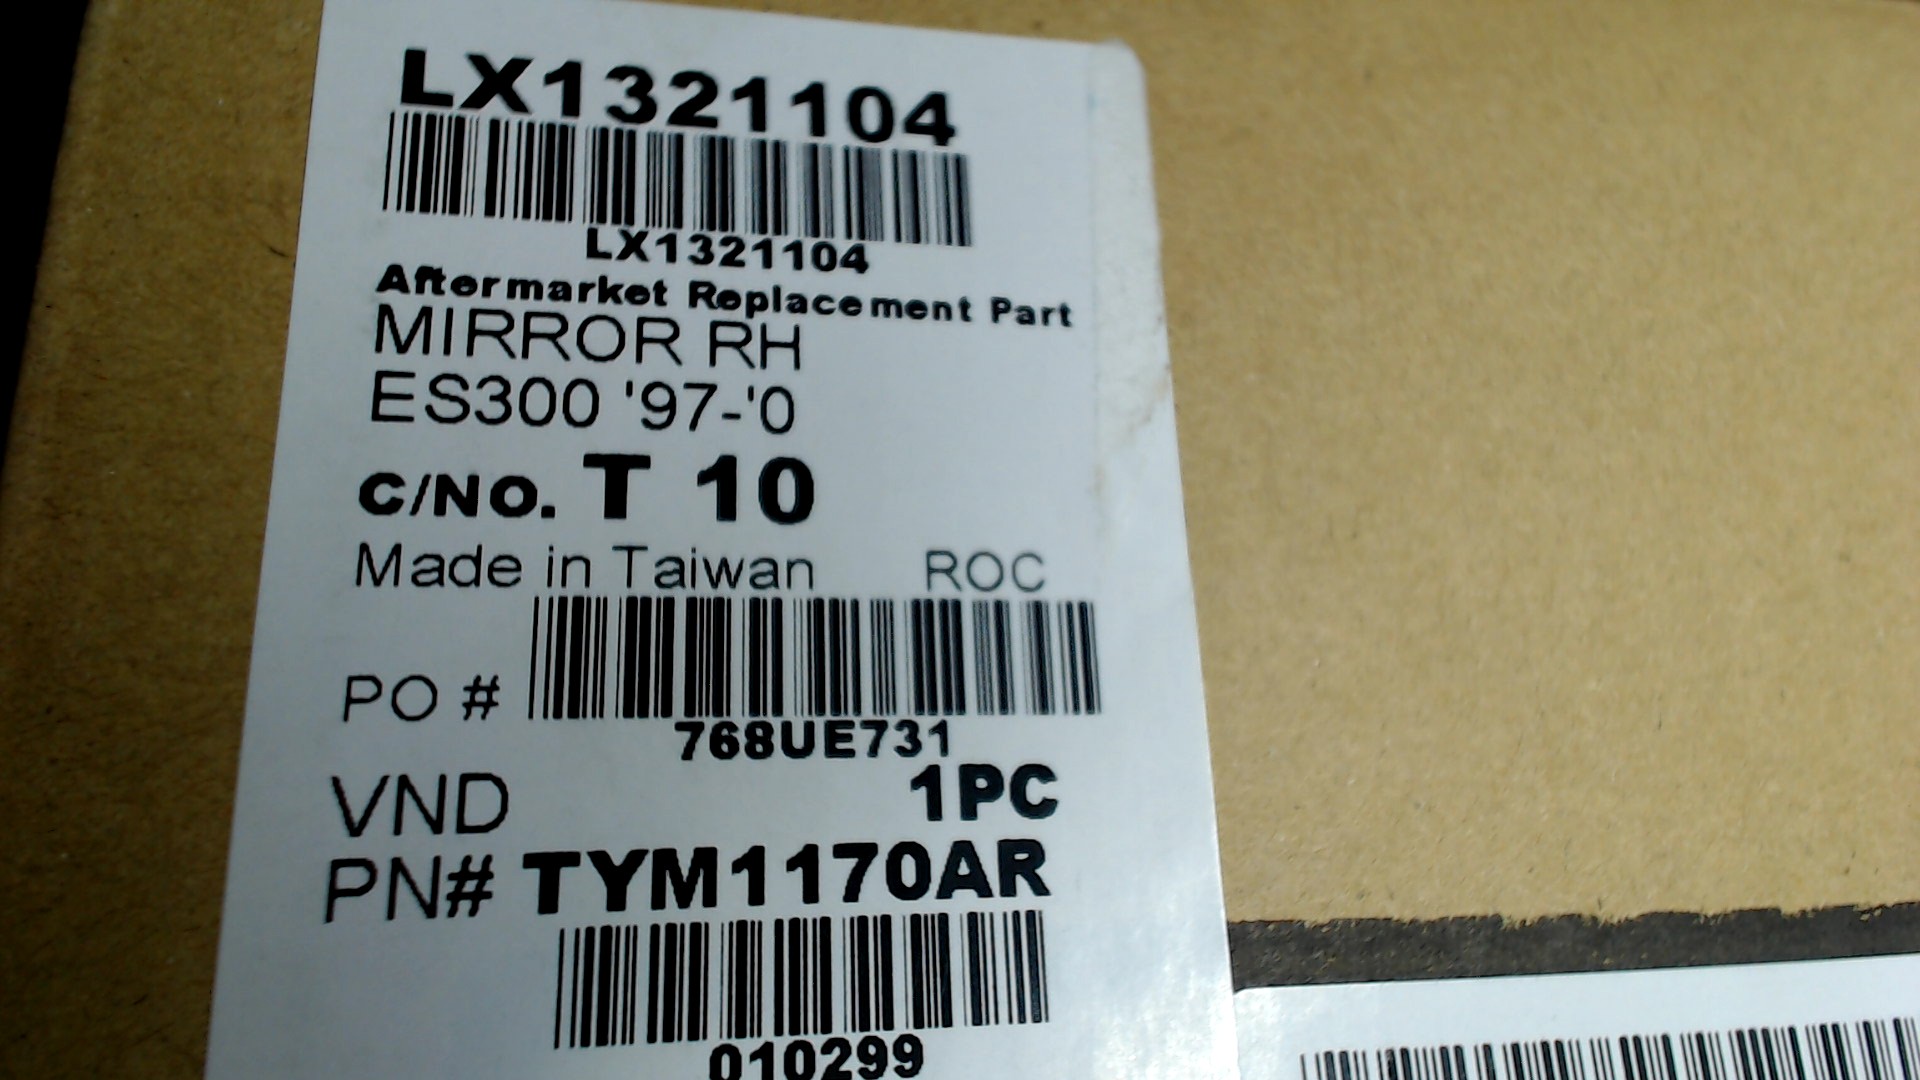 LX1321104
LX1321104
Aftermarket Replacement Part
MIRROR RH
ES300 '97-'0
C/NO. T 10
Made in Taiwan ROC
PO #
768UE731
VND 1PC
PN# TYM1170AR
010299